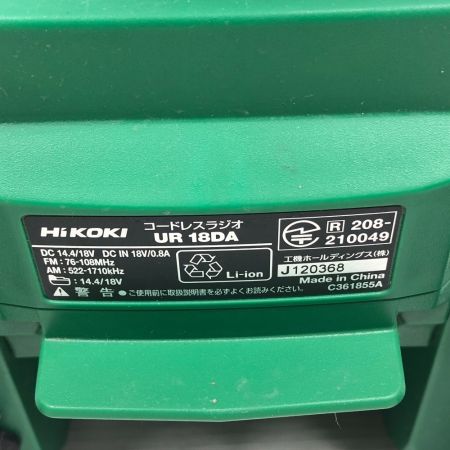 HiKOKI コードレスラジオ
UR 18DA
R 208-
210049
DC 14.4/18V DC IN 18V/0.8A
FM : 76-108MHz
AM : 522-1710kHz
: 14.4/18V
Li-ion
警告 ●ご使用前に取扱説明書を必ずよくお読みください。
工機ホールディングス(株)
J120368
Made in China
C361855A